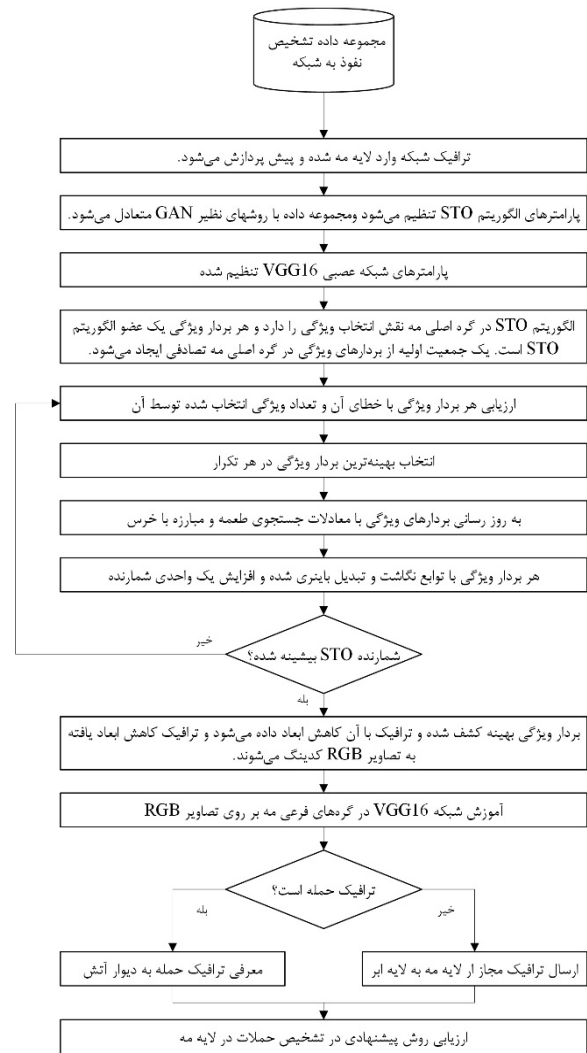 مجموعه داده تشخیص
نفوذ به شبکه
ترافیک شبکه وارد لایه مه شده و پیش پردازش می‌شود.
پارامترهای الگوریتم STO تنظیم می‌شود ومجموعه داده با روشهای نظیر GAN متعادل می‌شود.
پارامترهای شبکه عصبی VGG16 تنظیم شده
الگوریتم STO در گره اصلی مه نقش انتخاب ویژگی را دارد و هر بردار ویژگی یک عضو الگوریتم
STO است. یک جمعیت اولیه از بردارهای ویژگی در گره اصلی مه تصادفی ایجاد می‌شود.
ارزیابی هر بردار ویژگی با خطای آن و تعداد ویژگی انتخاب شده توسط آن
انتخاب بهینه‌ترین بردار ویژگی در هر تکرار
به روز رسانی بردارهای ویژگی با معادلات جستجوی طعمه و مبارزه با خرس
هر بردار ویژگی با توابع نگاشت و تبدیل باینری شده و افزایش یک واحدی شمارنده
شمارنده STO بیشینه شده؟
خیر
بله
بردار ویژگی بهینه کشف شده و ترافیک با آن کاهش ابعاد داده می‌شود و ترافیک کاهش ابعاد یافته
به تصاویر RGB کدینگ می‌شوند.
آموزش شبکه VGG16 در گره‌های فرعی مه بر روی تصاویر RGB
ترافیک حمله است؟
خیر
بله
ارسال ترافیک مجاز ار لایه مه به لایه ابر
معرفی ترافیک حمله به دیوار آتش
ارزیابی روش پیشنهادی در تشخیص حملات در لایه مه